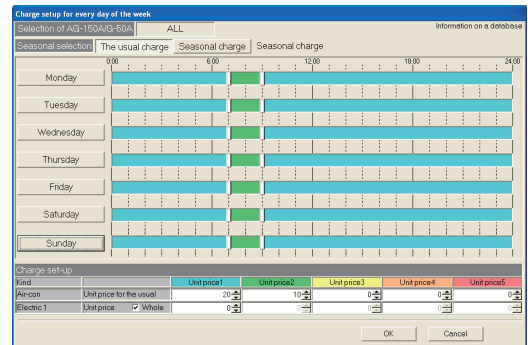 Charge setup for every day of the week
Selection of AG-150A/G-50A ALL Information on a database
Seasonal selection The usual charge Seasonal charge Seasonal charge
0:00 6:00 12:00 18:00 24:00
Monday
Tuesday
Wednesday
Thursday
Friday
Saturday
Sunday
Charge set-up
Kind Unit price1 Unit price2 Unit price3 Unit price4 Unit price5
Air-con Unit price for the usual 20 10 0 0 0
Electric 1 Unit price Whole 0 0 0 0 0
OK Cancel